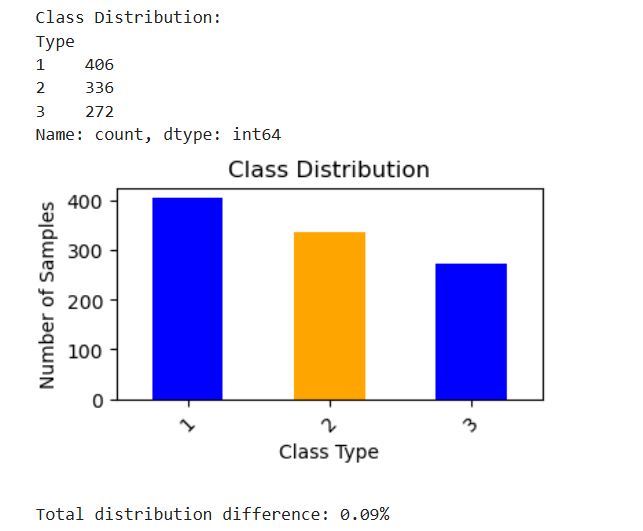 Class Distribution:
Type
1    406
2    336
3    272
Name: count, dtype: int64
Class Distribution
Number of Samples
400
300
200
100
0
1 2 3
Class Type
Total distribution difference: 0.09%